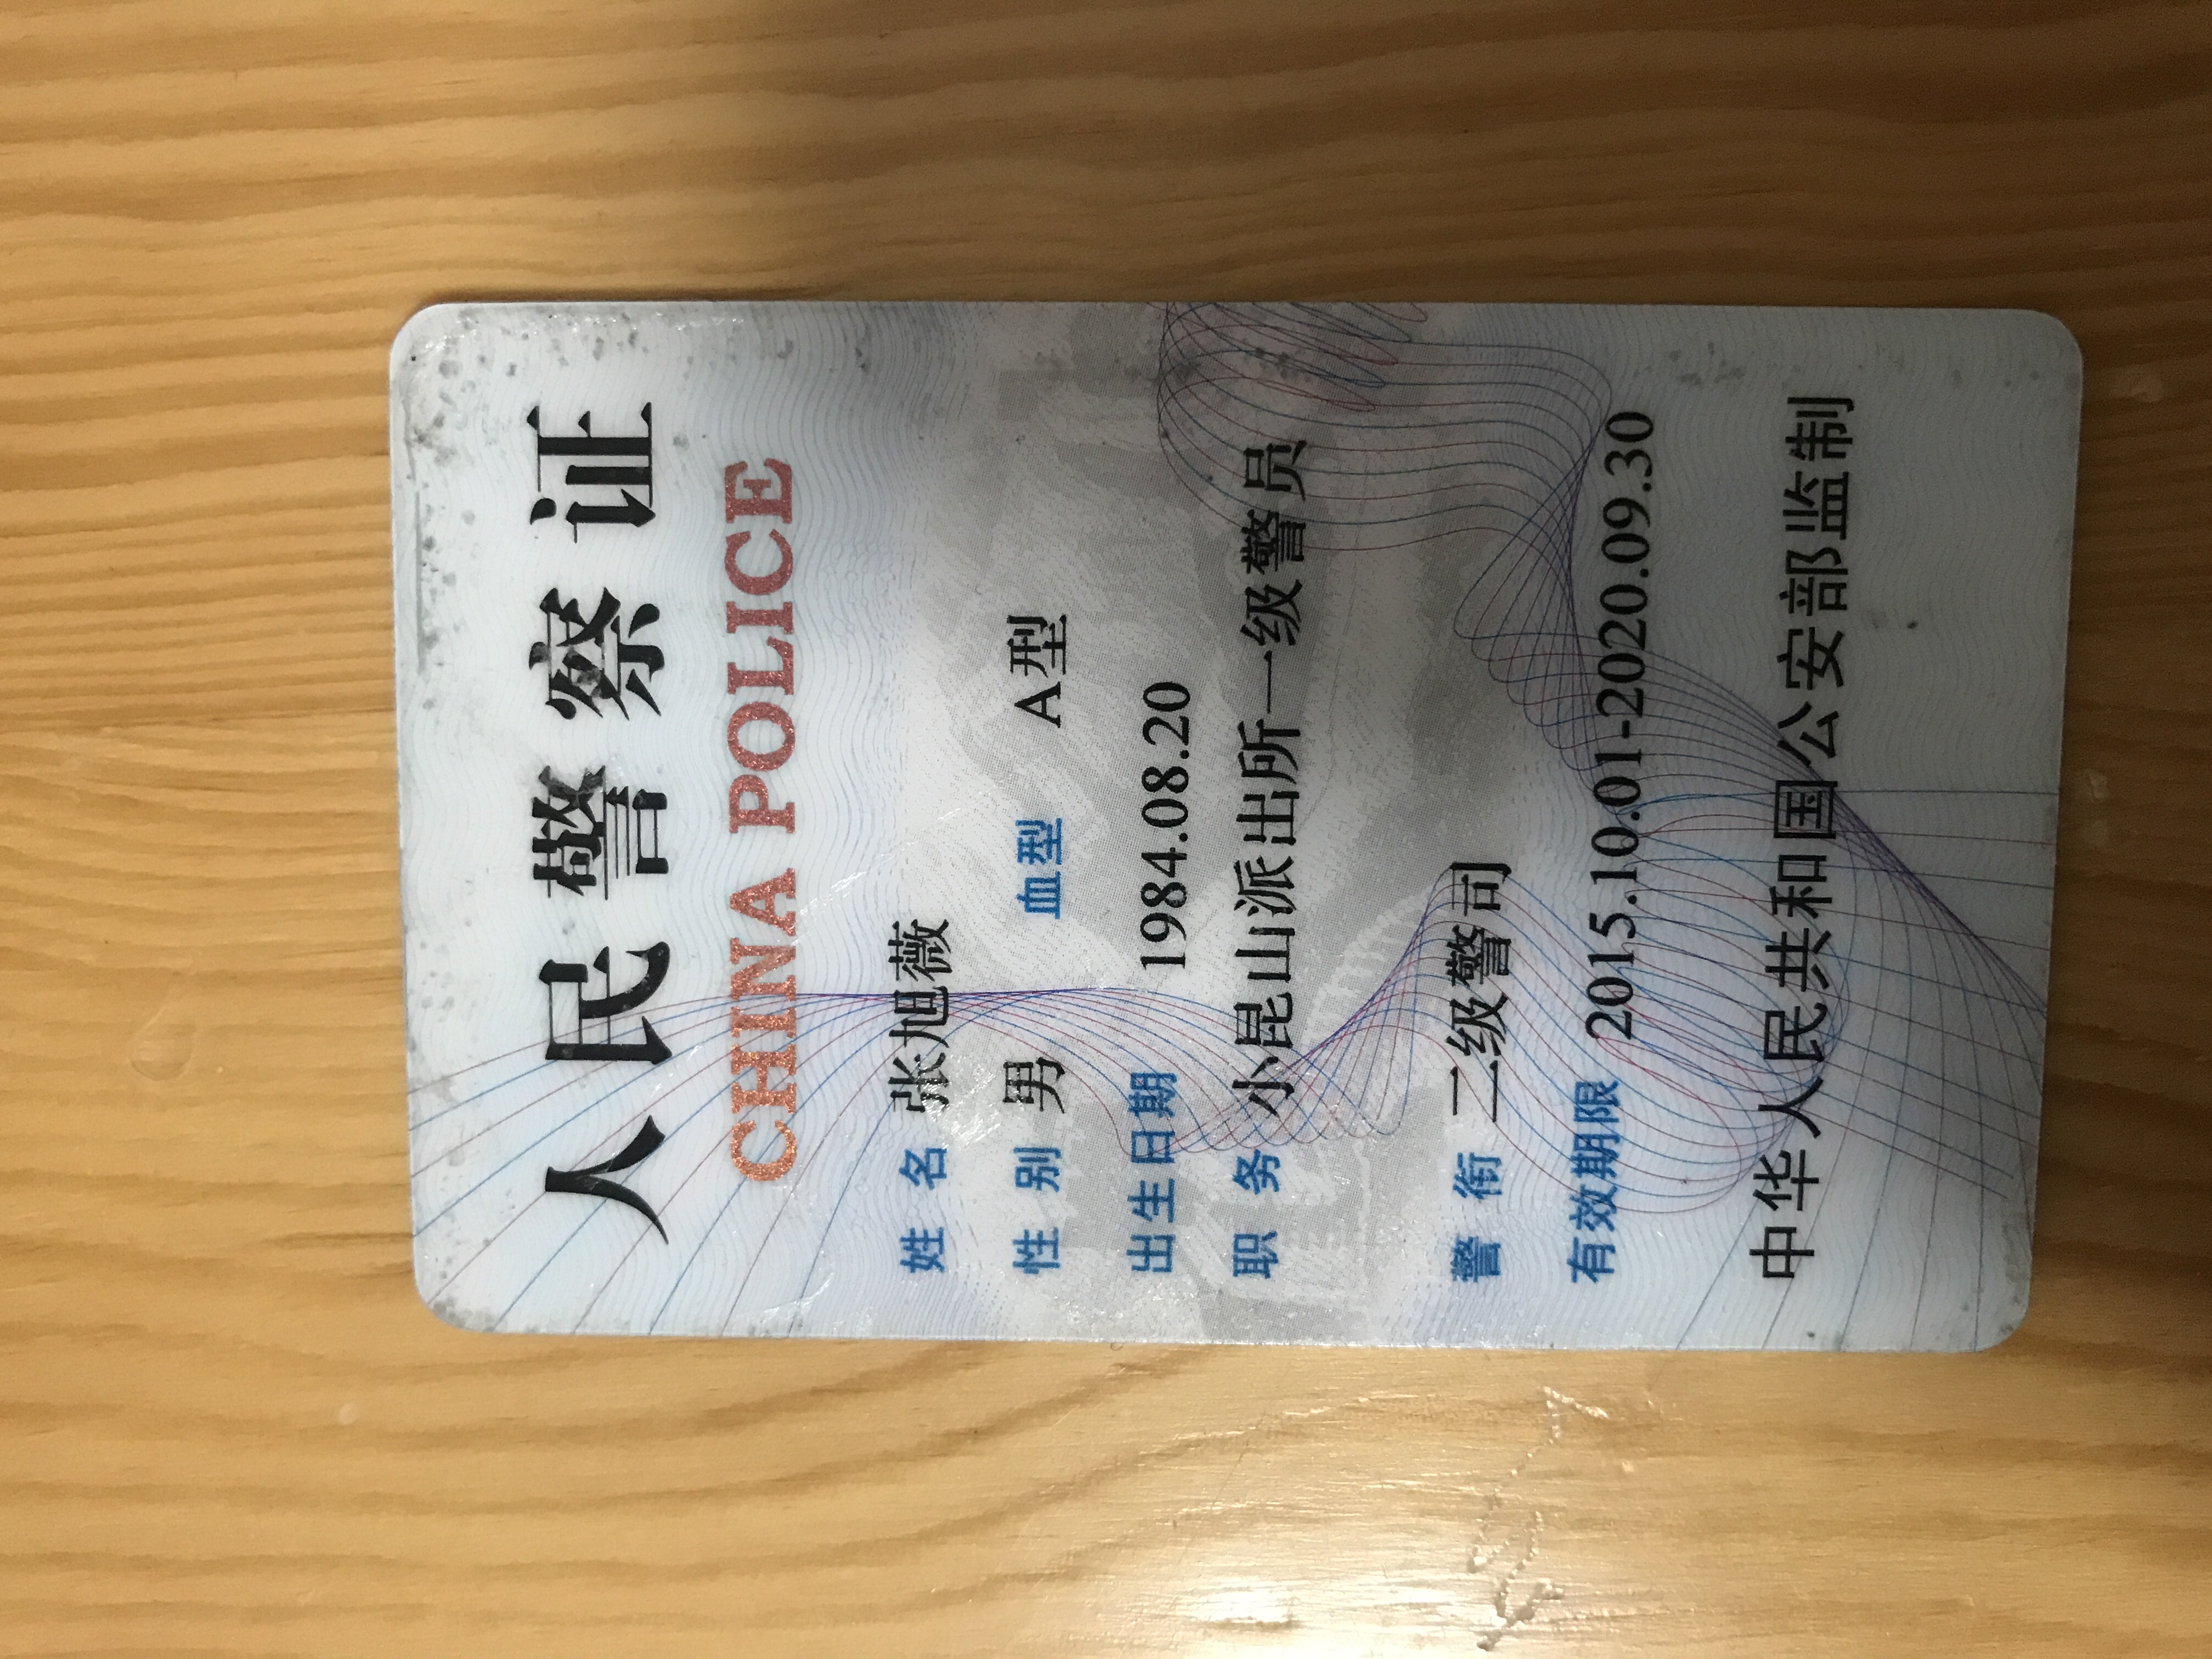 人民警察证
CHINA POLICE
姓 名 张旭薇
性 别 男 血型 A型
出生日期 1984.08.20
职 务 小昆山派出所一级警员
警 衔 二级警司
有效期限 2015.10.01-2020.09.30
中华人民共和国公安部监制